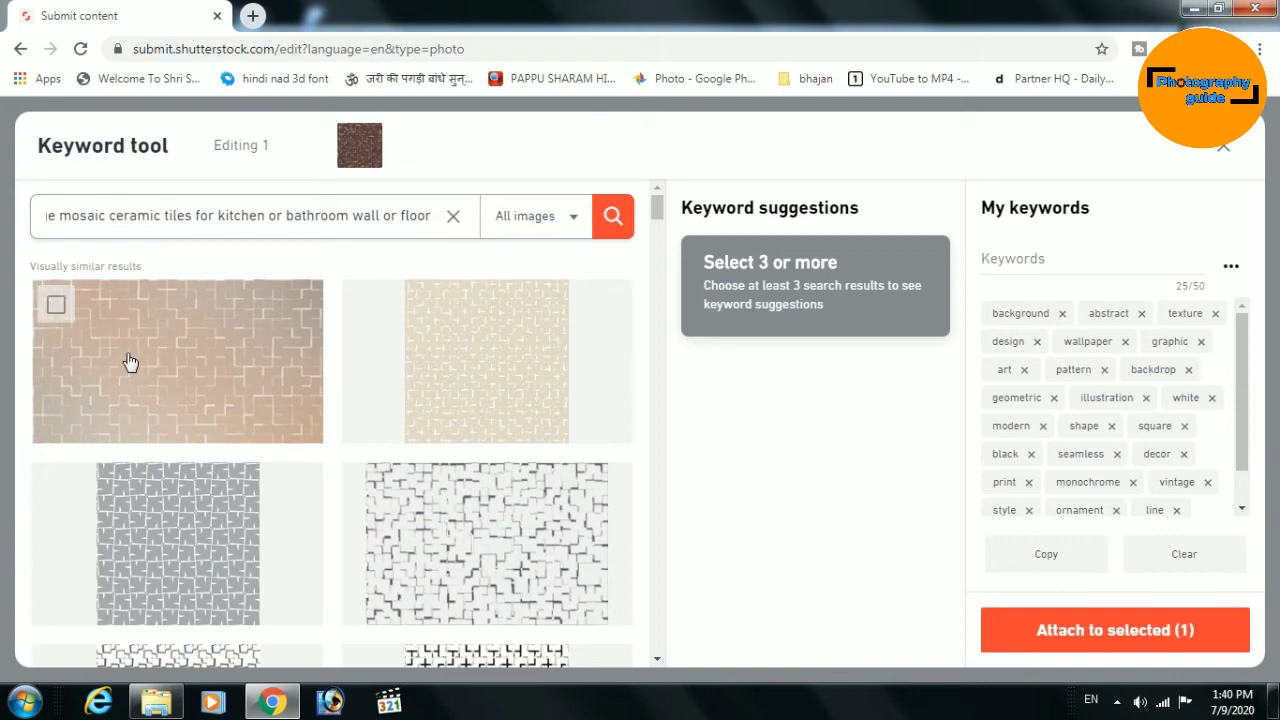 Submit content
submit.shutterstock.com/edit?language=en&type=photo
Apps Welcome To Shri S... hindi nad 3d font जरी की पगड़ी बांधे सुन... PAPPU SHARAM HI... Photo - Google Ph... bhajan 1 YouTube to MP4 -... d Partner HQ - Daily...
Photography
guide
Keyword tool Editing 1
mosaic ceramic tiles for kitchen or bathroom wall or floor All images
Visually similar results
Keyword suggestions
Select 3 or more
Choose at least 3 search results to see
keyword suggestions
My keywords
Keywords
25/50
background abstract texture
design wallpaper graphic
art pattern backdrop
geometric illustration white
modern shape square
black seamless decor
print monochrome vintage
style ornament line
Copy Clear
Attach to selected (1)
321
EN
1:40 PM
7/9/2020